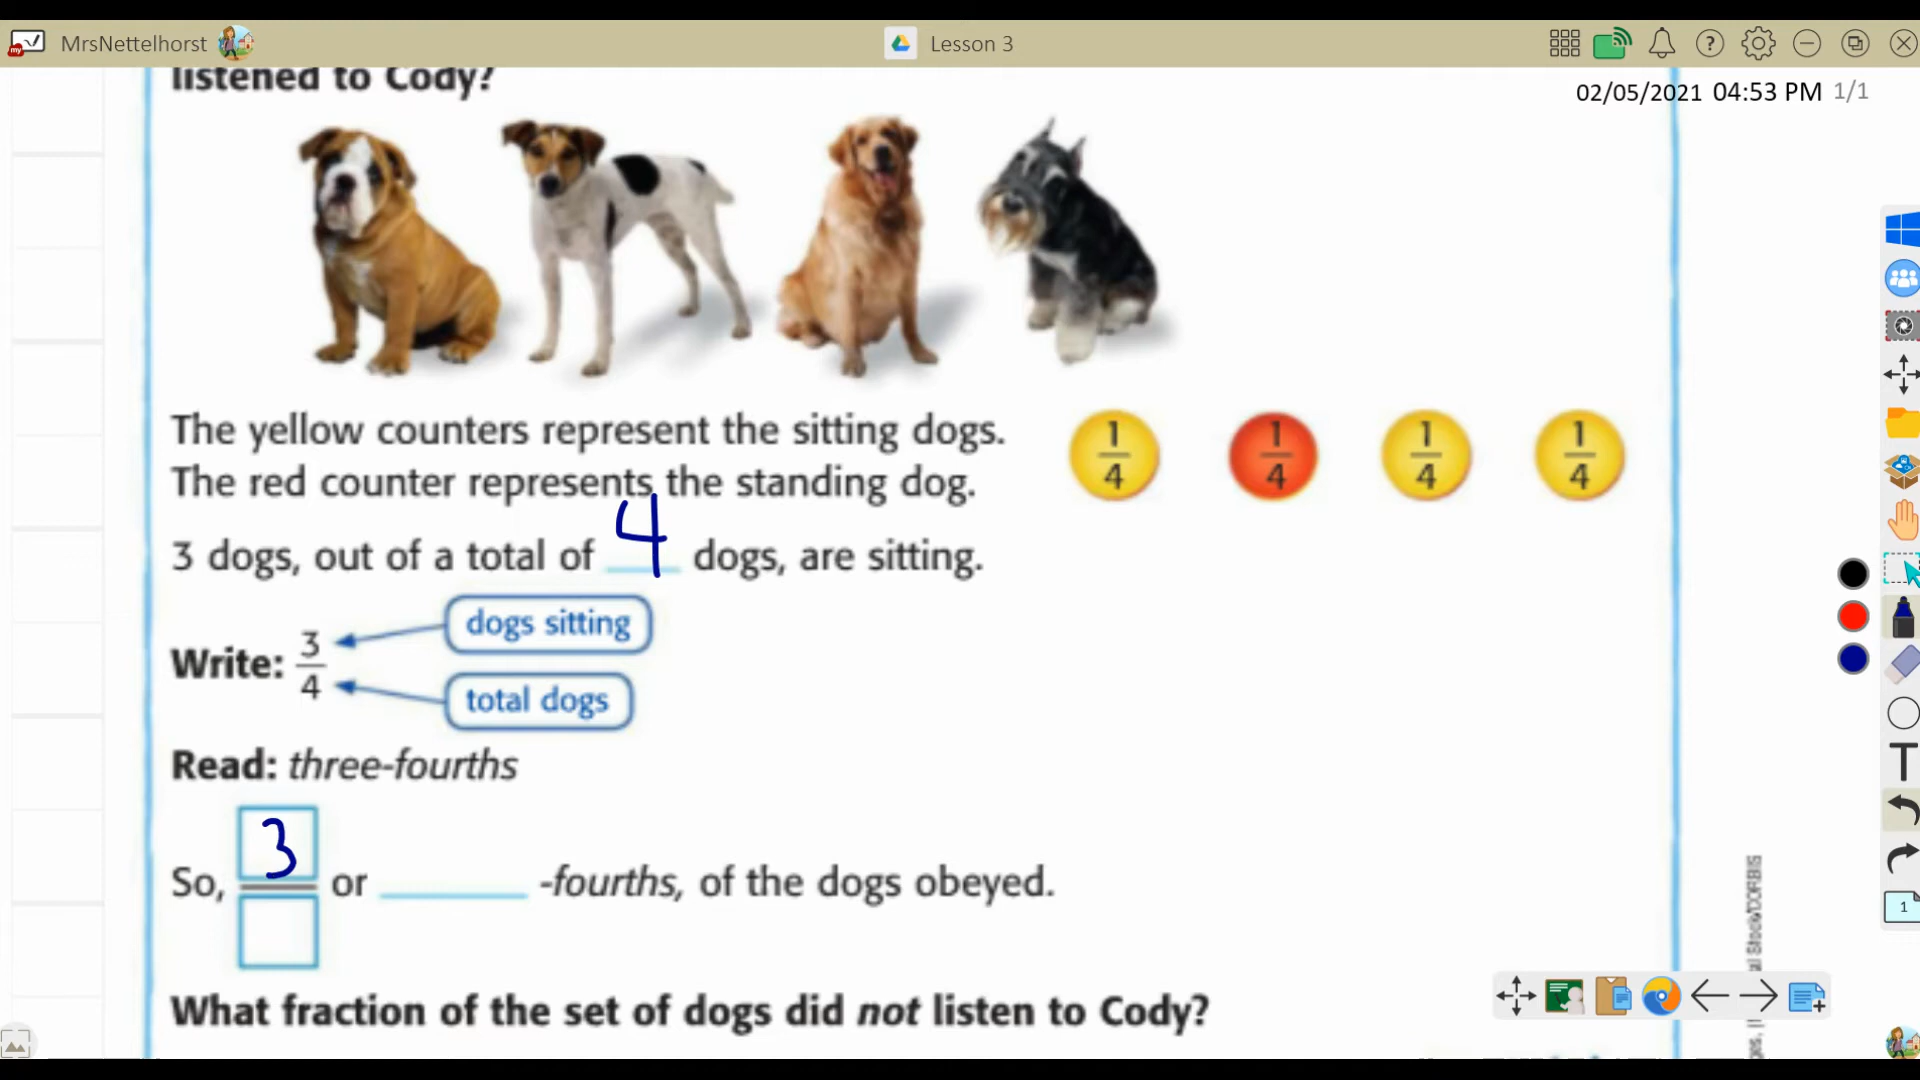 MrsNettelhorst
Lesson 3
02/05/2021 04:53 PM 1/1
listened to Cody?
The yellow counters represent the sitting dogs.
The red counter represents the standing dog.
1/4 1/4 1/4 1/4
3 dogs, out of a total of 4 dogs, are sitting.
dogs sitting
Write: 3/4
total dogs
Read: three-fourths
So, 3 or -fourths, of the dogs obeyed.
What fraction of the set of dogs did not listen to Cody?
1